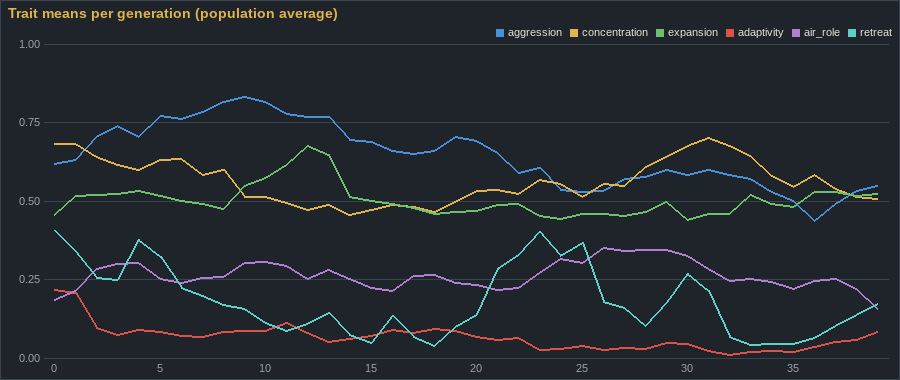 Trait means per generation (population average)
aggression concentration expansion adaptivity air_role retreat
1.00
0.75
0.50
0.25
0.00
0 5 10 15 20 25 30 35